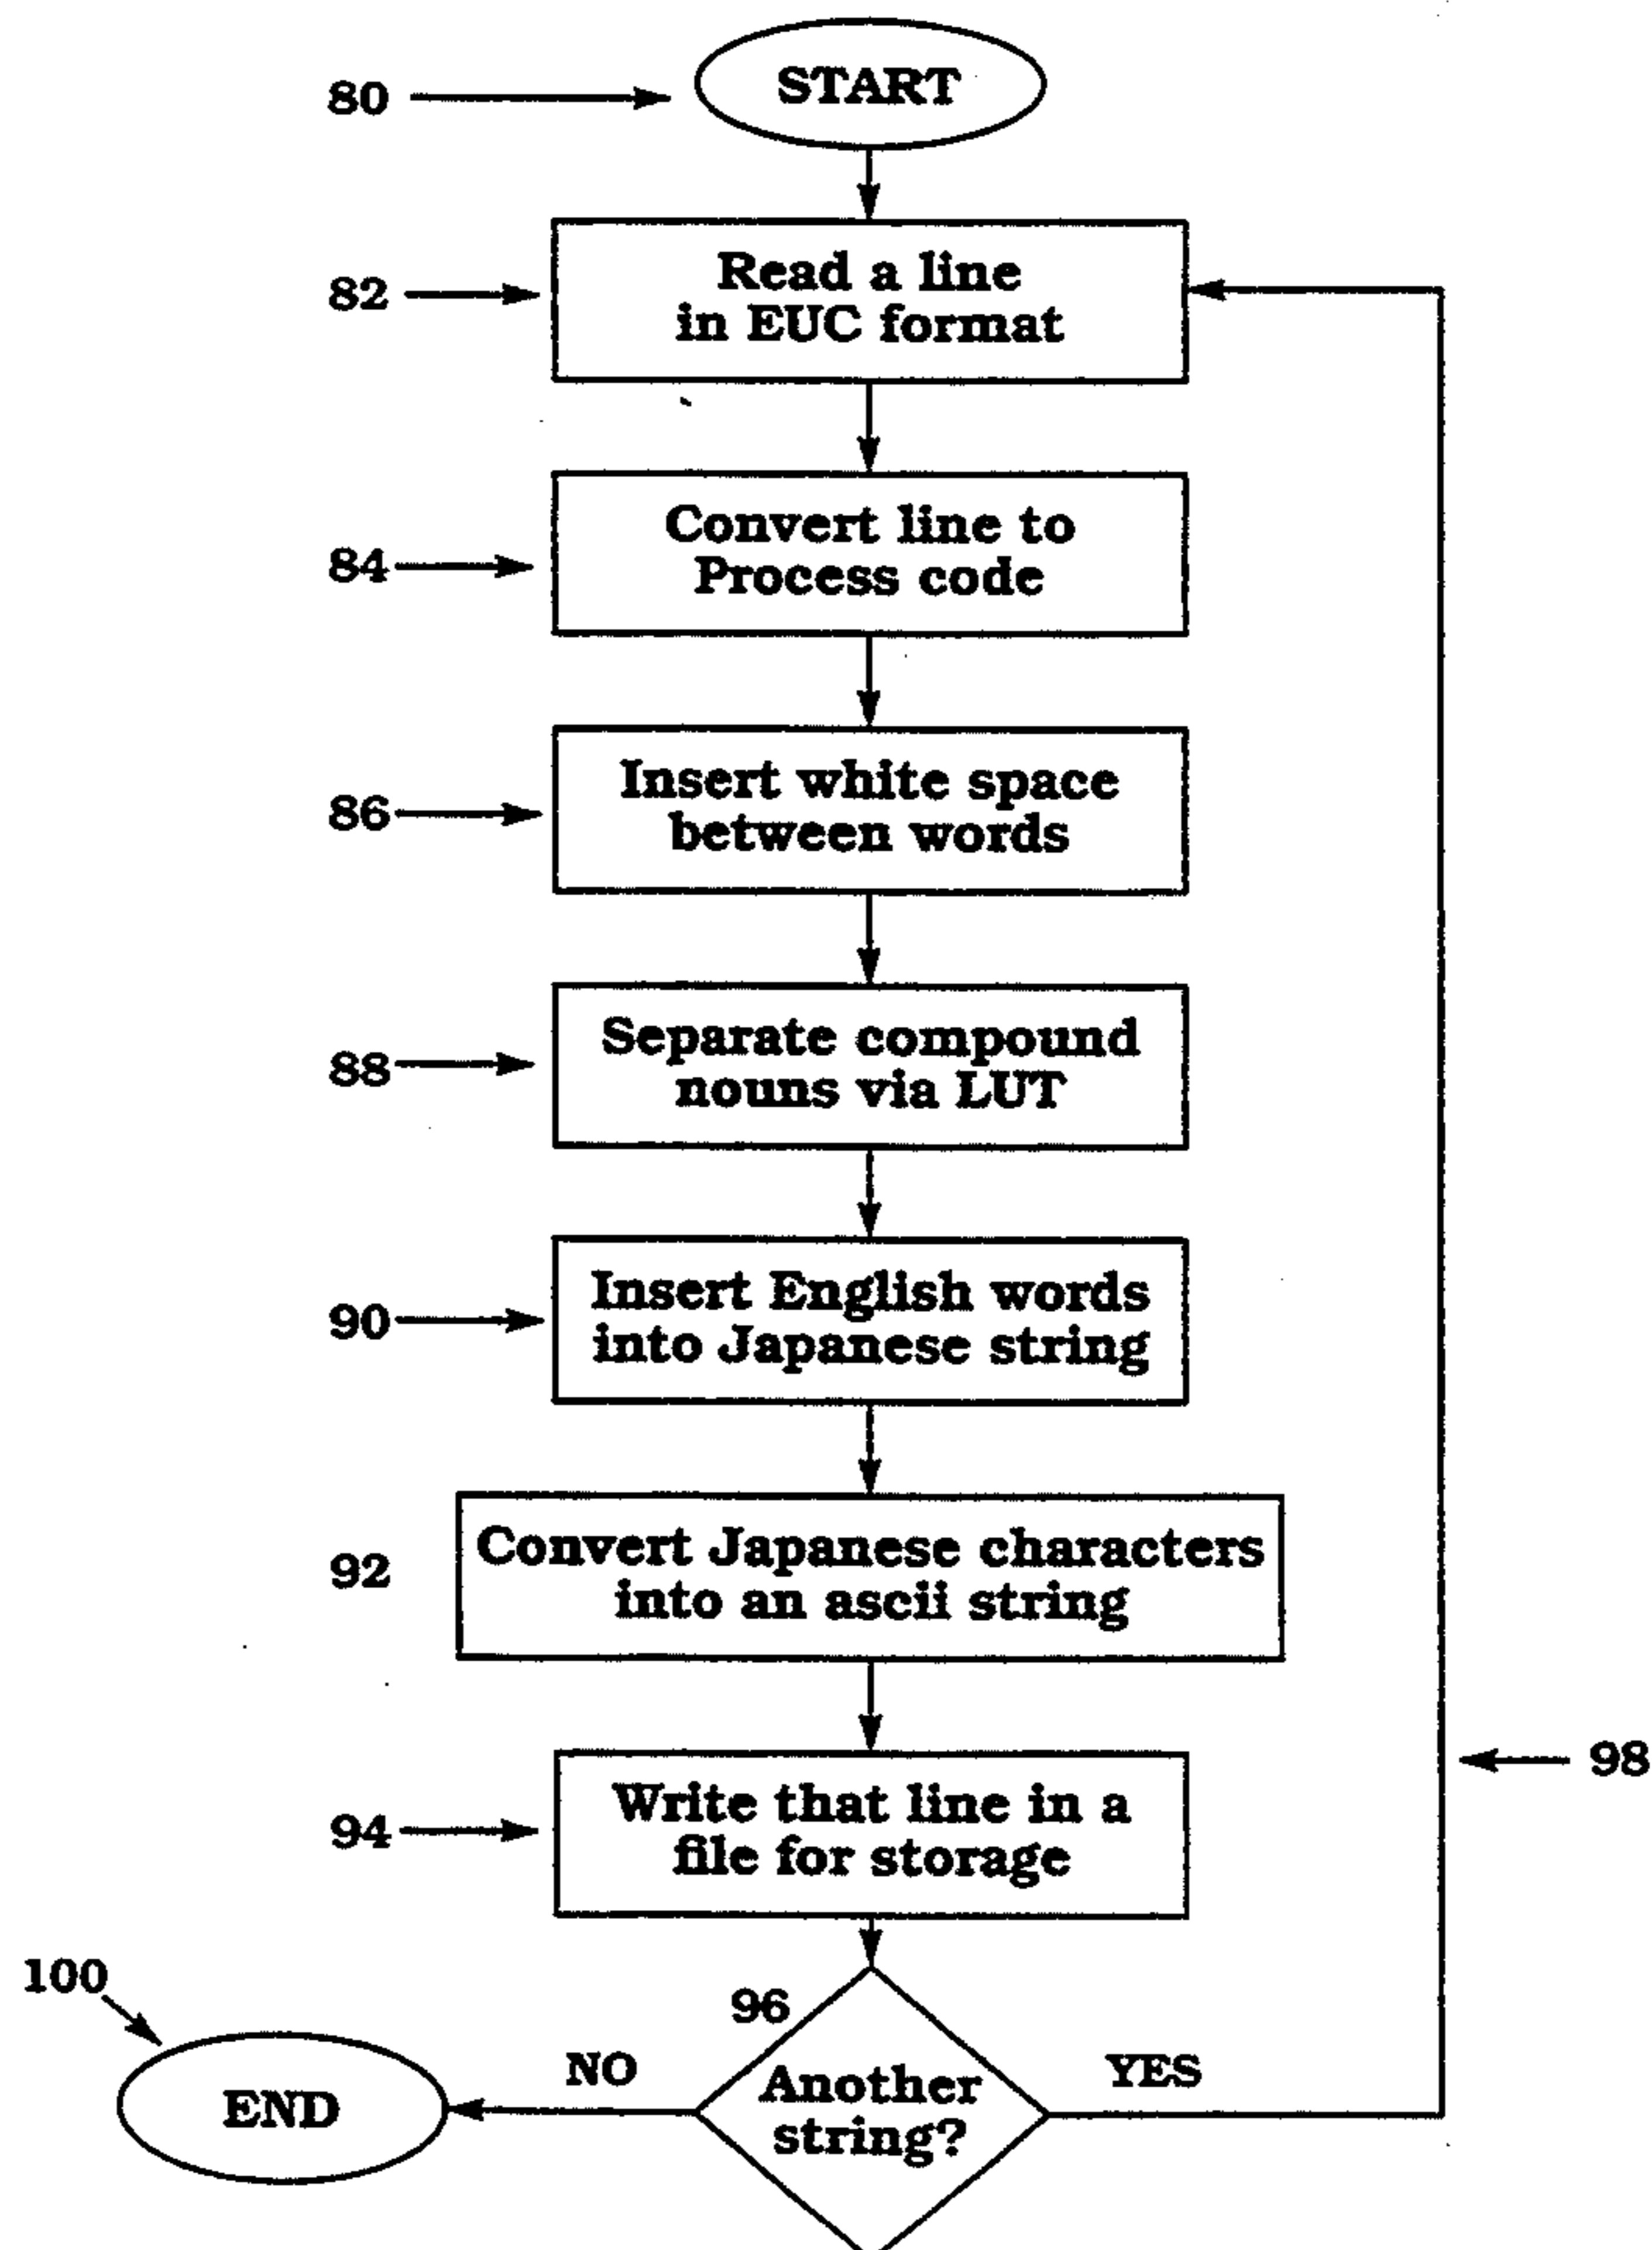 80
START
82
Read a line
in EUC format
84
Convert line to
Process code
86
Insert white space
between words
88
Separate compound
nouns via LUT
90
Insert English words
into Japanese string
92
Convert Japanese characters
into an ascii string
94
Write that line in a
file for storage
98
100
96
END
NO
Another
string?
YES